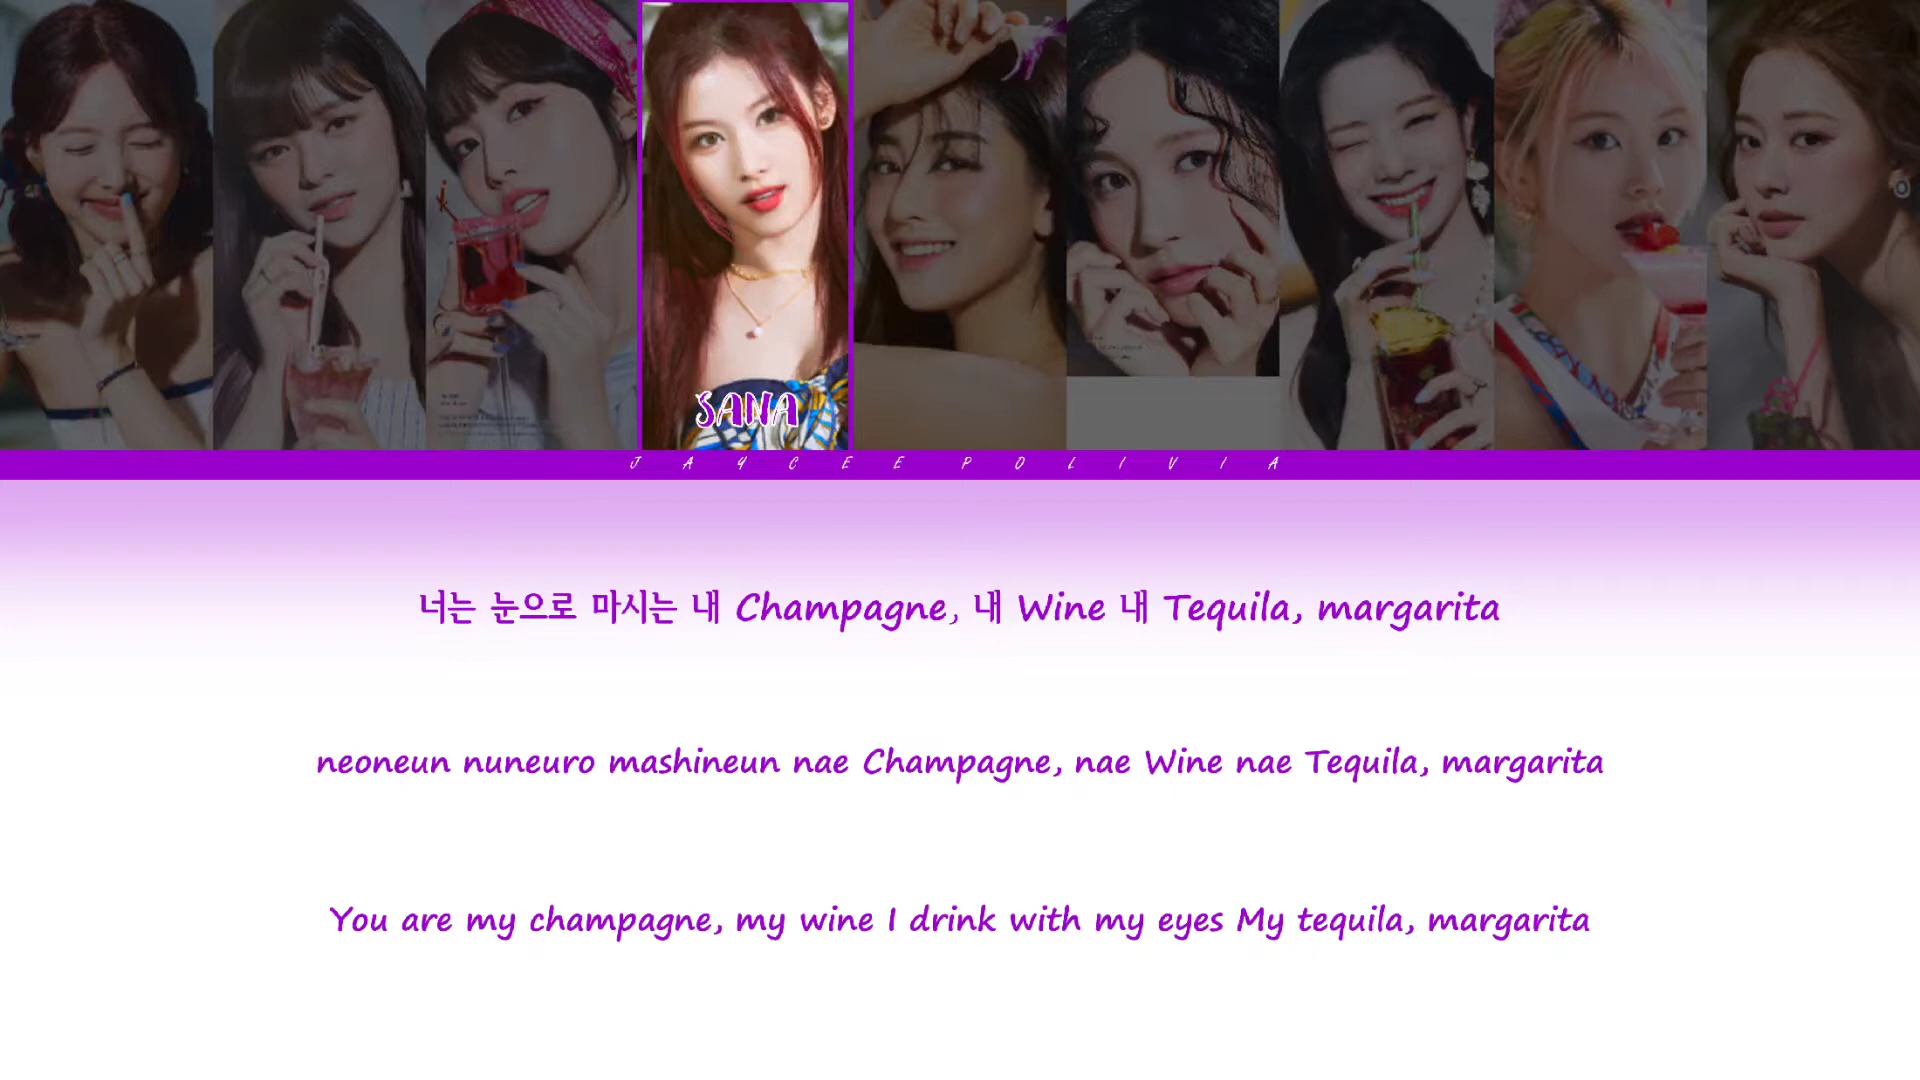 SANA
JAYCEE POLIVIA
너는 눈으로 마시는 내 Champagne, 내 Wine 내 Tequila, margarita
neoneun nuneuro mashineun nae Champagne, nae Wine nae Tequila, margarita
You are my champagne, my wine I drink with my eyes My tequila, margarita